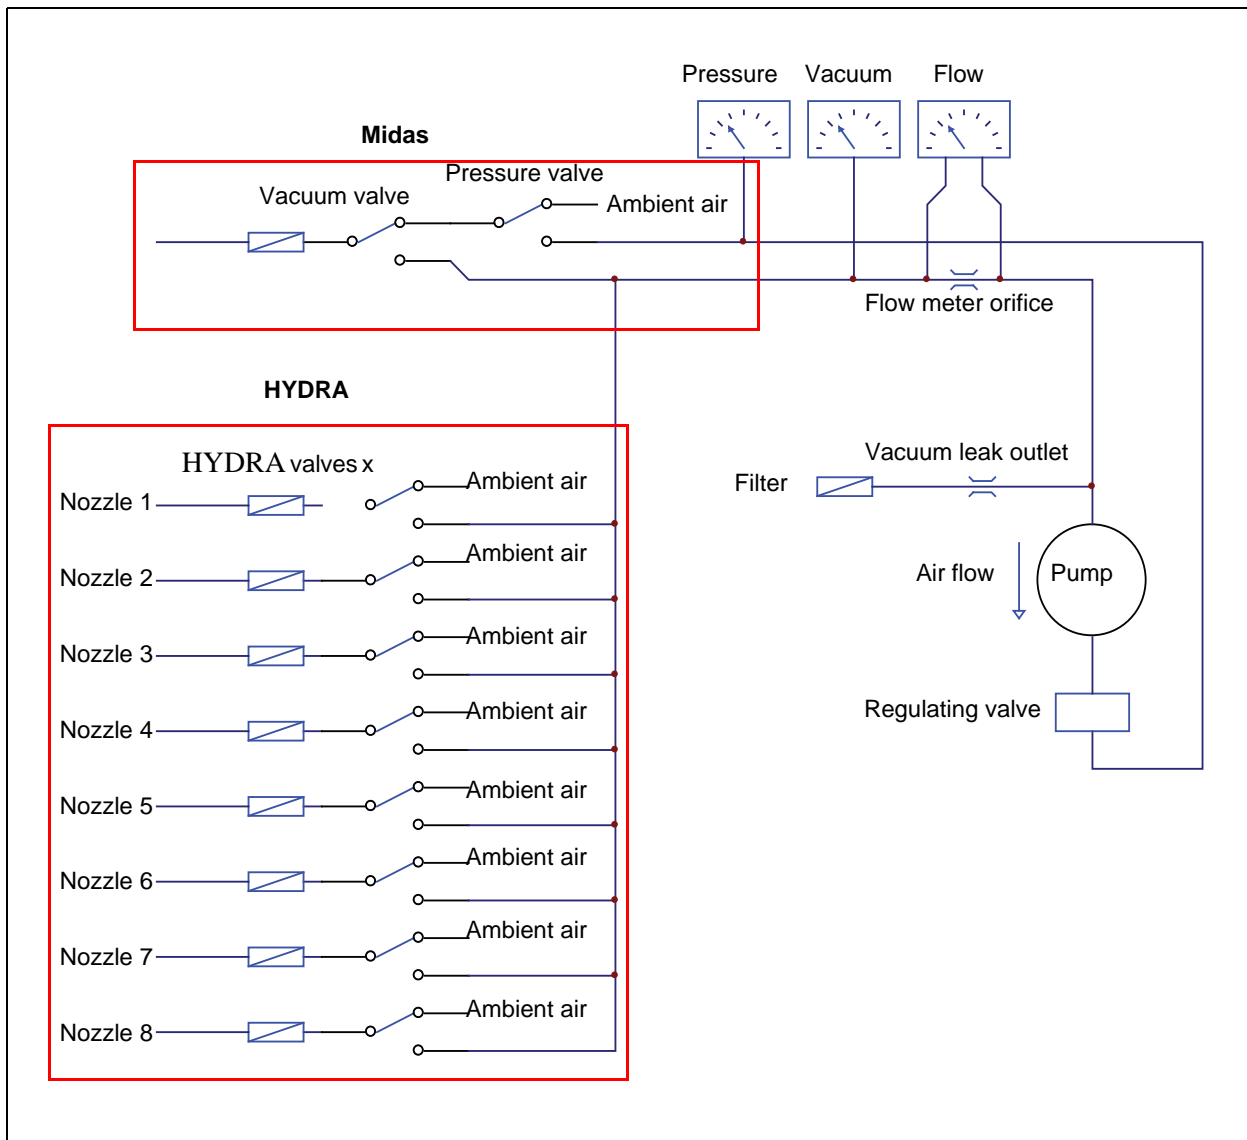 Pressure Vacuum Flow
Midas
Pressure valve
Vacuum valve
Ambient air
Flow meter orifice
HYDRA
HYDRA valves x
Ambient air
Nozzle 1
Vacuum leak outlet
Filter
Ambient air
Nozzle 2
Air flow
Pump
Ambient air
Nozzle 3
Ambient air
Nozzle 4
Regulating valve
Ambient air
Nozzle 5
Ambient air
Nozzle 6
Ambient air
Nozzle 7
Ambient air
Nozzle 8